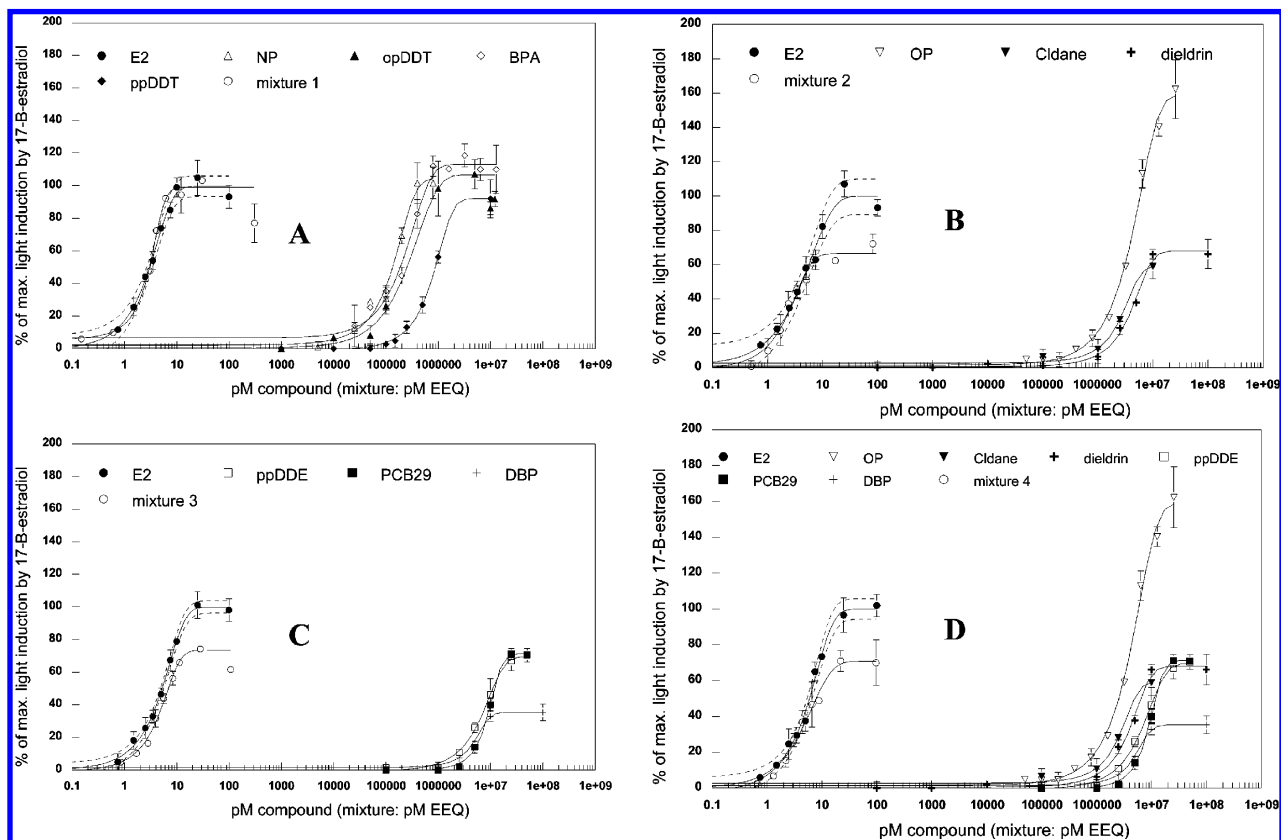 % of max. light induction by 17-B-estradiol
200
180
160
140
120
100
80
60
40
20
0
E2 NP opDDT BPA
ppDDT mixture 1
A
0.1 1 10 100 1000 10000 100000 1000000 1e+07 1e+08 1e+09
pM compound (mixture: pM EEQ)
% of max. light induction by 17-B-estradiol
200
180
160
140
120
100
80
60
40
20
0
E2 OP Cldane dieldrin
mixture 2
B
0.1 1 10 100 1000 10000 100000 1000000 1e+07 1e+08 1e+09
pM compound (mixture: pM EEQ)
% of max. light induction by 17-B-estradiol
200
180
160
140
120
100
80
60
40
20
0
E2 ppDDE PCB29 DBP
mixture 3
C
0.1 1 10 100 1000 10000 100000 1000000 1e+07 1e+08 1e+09
pM compound (mixture: pM EEQ)
% of max. light induction by 17-B-estradiol
200
180
160
140
120
100
80
60
40
20
0
E2 OP Cldane dieldrin ppDDE
PCB29 DBP mixture 4
D
0.1 1 10 100 1000 10000 100000 1000000 1e+07 1e+08 1e+09
pM compound (mixture: pM EEQ)